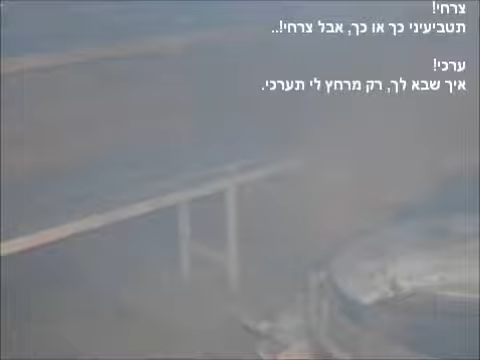 צרחי!
תטביעיני כך או כך, אבל צרחי!..
ערכי!
איך שבא לך, רק מרחץ לי תערכי.